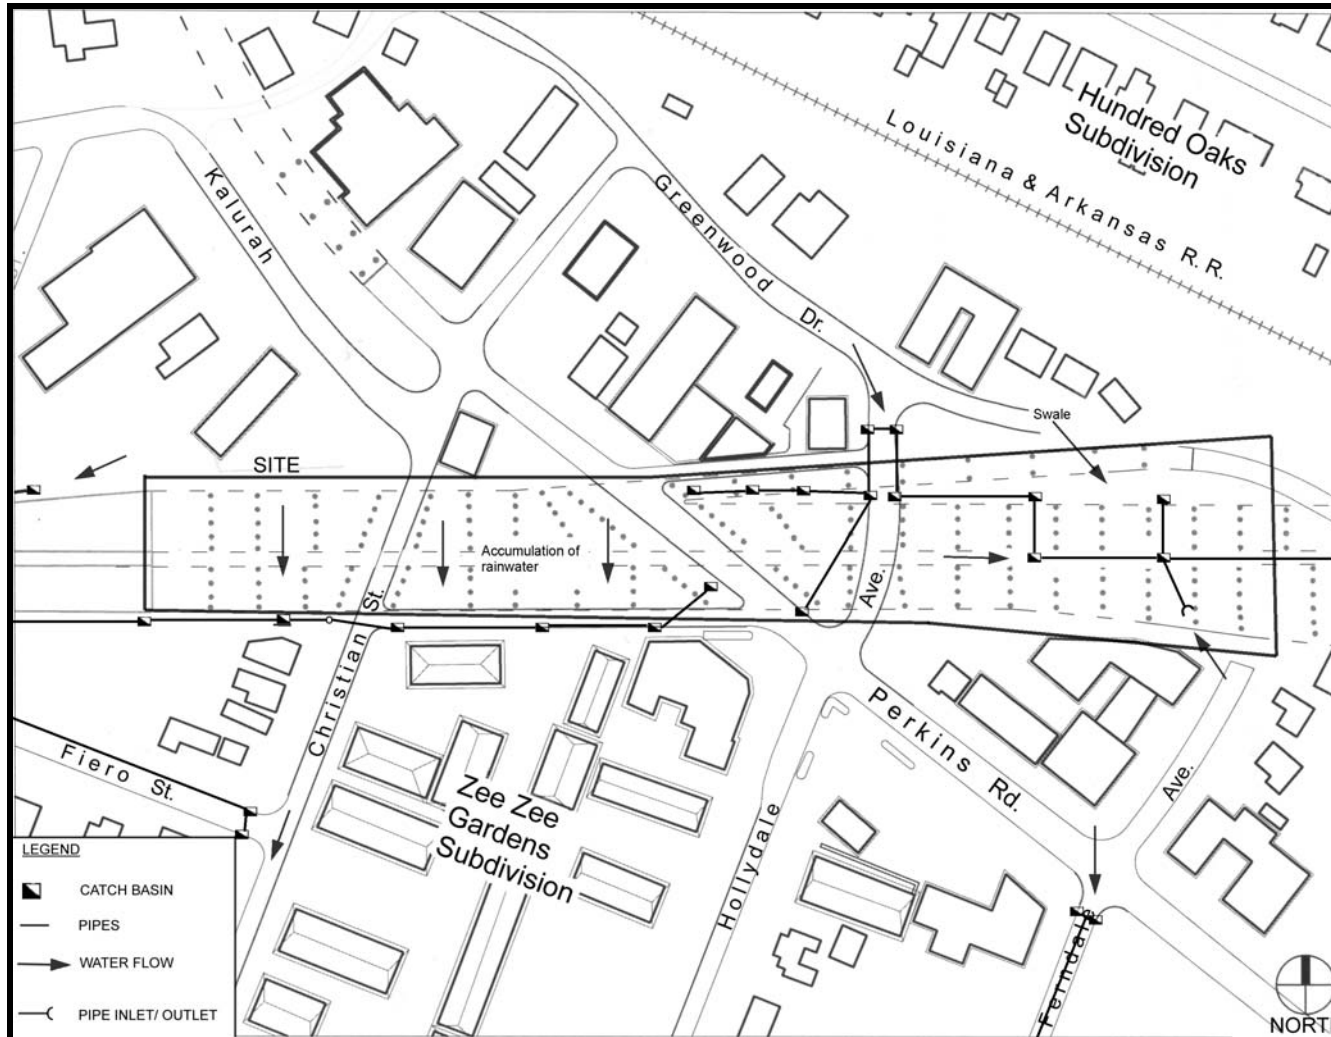 Hundred Oaks
Subdivision
Louisiana & Arkansas R.R.
Kalurah
Greenwood Dr.
Swale
SITE
Accumulation of
rainwater
Christian St.
Ave.
Perkins Rd.
Ave.
Fiero St.
Zee Zee
Gardens
Subdivision
Hollydale
Ferndale
LEGEND
CATCH BASIN
PIPES
WATER FLOW
PIPE INLET/ OUTLET
NORT